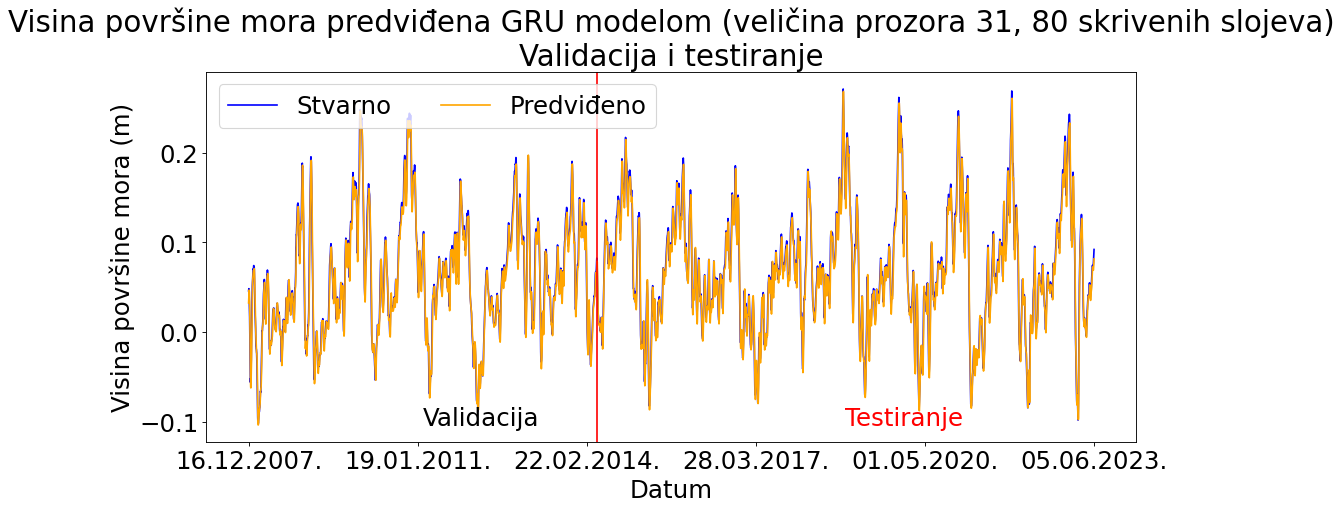 Visina površine mora predviđena GRU modelom (veličina prozora 31, 80 skrivenih slojeva)
Validacija i testiranje
Stvarno
Predviđeno
Visina površine mora (m)
0.2
0.1
0.0
−0.1
Validacija
Testiranje
16.12.2007.
19.01.2011.
22.02.2014.
28.03.2017.
01.05.2020.
05.06.2023.
Datum